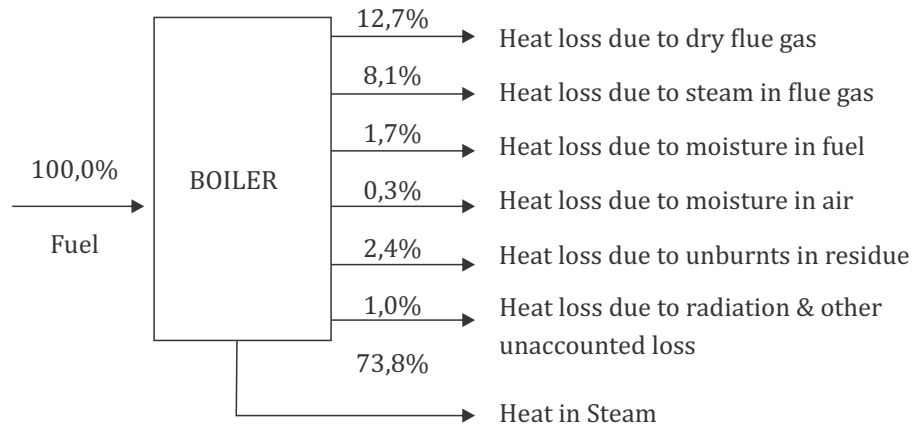 12,7%
Heat loss due to dry flue gas
8,1%
Heat loss due to steam in flue gas
1,7%
Heat loss due to moisture in fuel
100,0%
BOILER
0,3%
Heat loss due to moisture in air
Fuel
2,4%
Heat loss due to unburnts in residue
1,0%
Heat loss due to radiation & other
unaccounted loss
73,8%
Heat in Steam